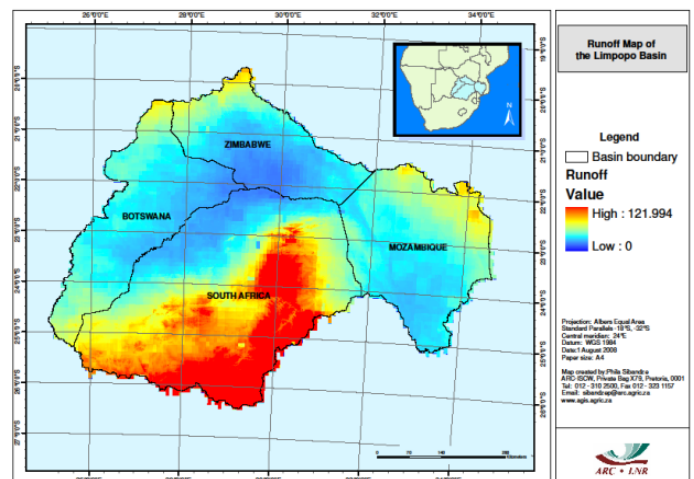 26°0'0"E 28°0'0"E 30°0'0"E 32°0'0"E 34°0'0"E
ZIMBABWE
BOTSWANA
MOZAMBIQUE
SOUTH AFRICA
N
Runoff Map of
the Limpopo Basin
Legend
Basin boundary
Runoff
Value
High : 121.994
Low : 0
Projection: Albers Equal Area
Standard Parallels -18°S, -32°S
Central meridian: 24°E
Datum: WGS 1984
Date:1 August 2008
Paper size: A4
Map created by:Phila Sibandze
ARC-ISCW, Private Bag X79, Pretoria, 0001
Tel: 012 - 310 2500, Fax 012 - 323 1157
Email: sibandzep@arc.agric.za
www.agis.agric.za
ARC • LNR